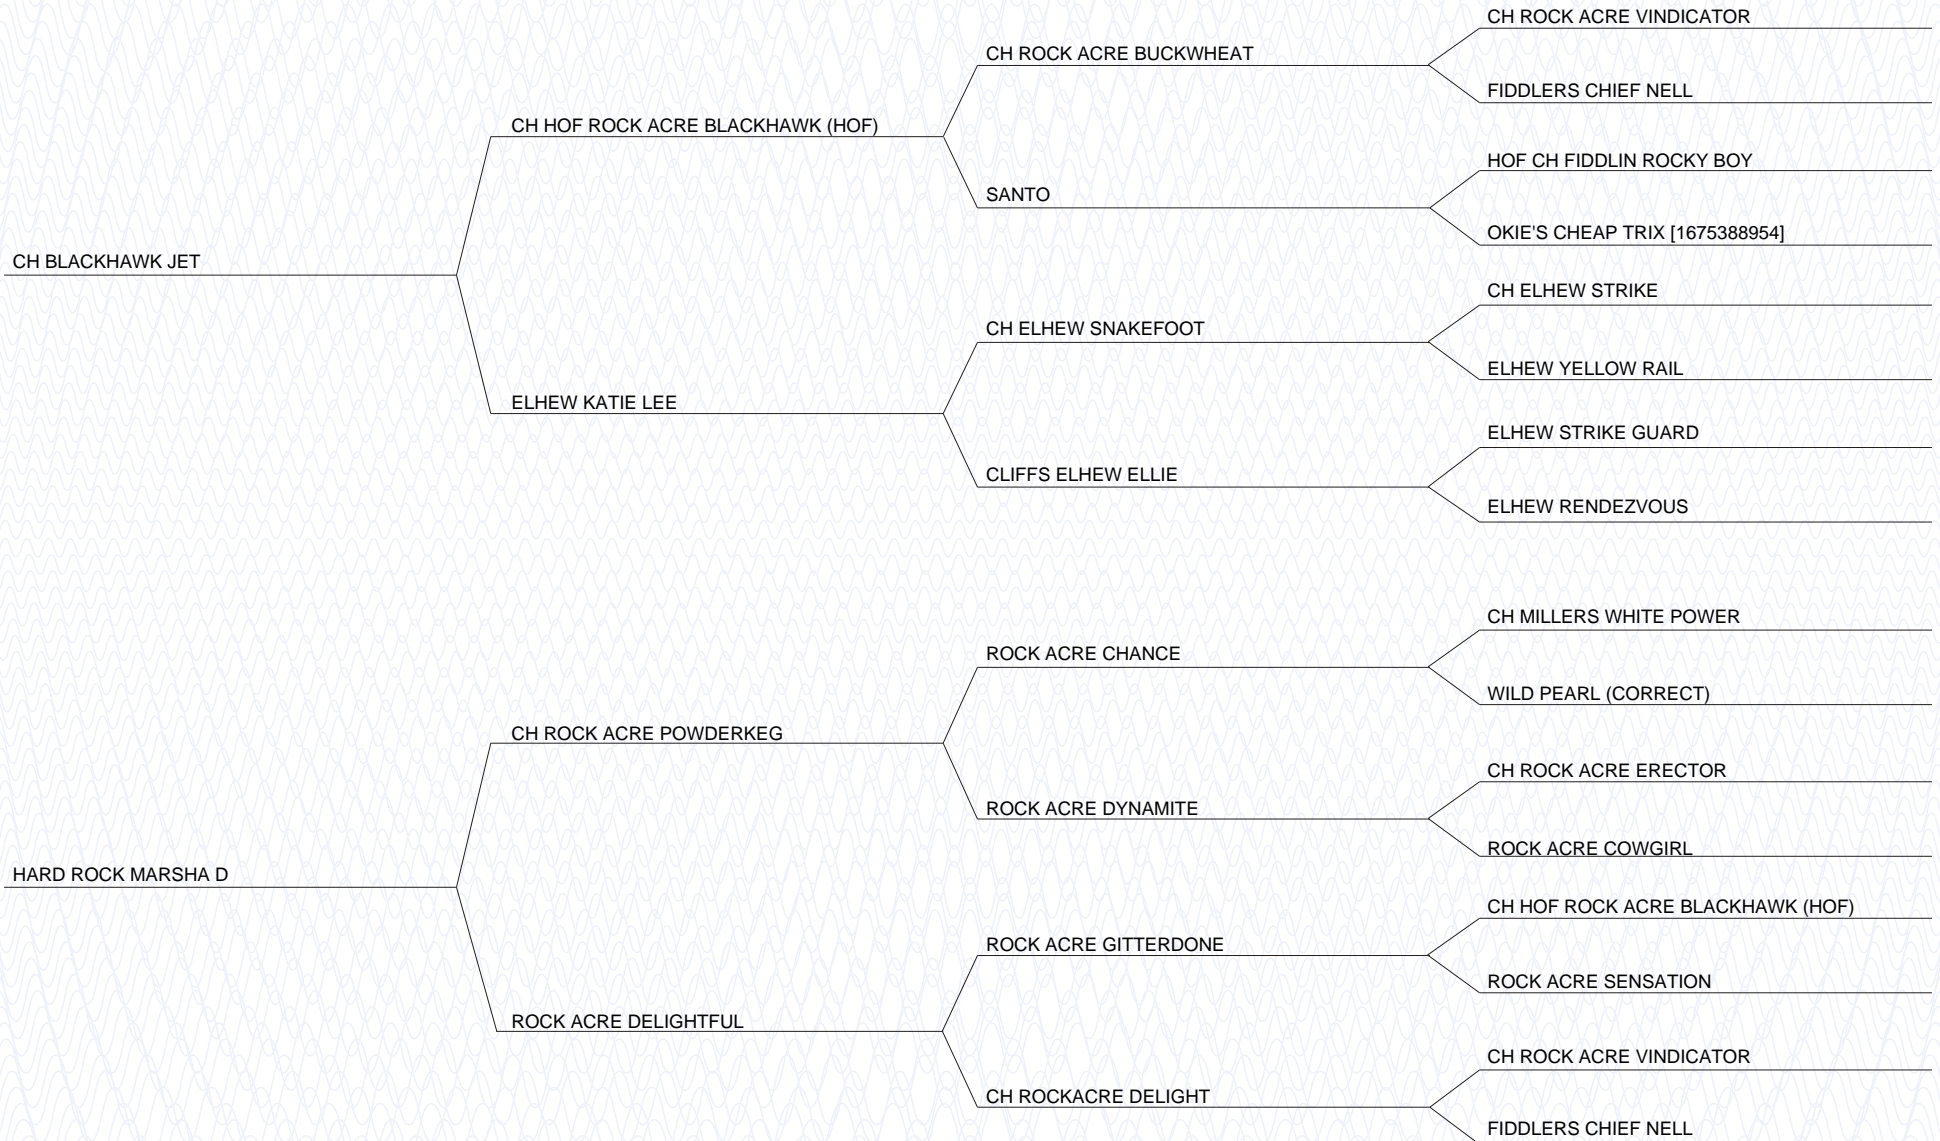 CH ROCK ACRE VINDICATOR
CH ROCK ACRE BUCKWHEAT
FIDDLERS CHIEF NELL
CH HOF ROCK ACRE BLACKHAWK (HOF)
HOF CH FIDDLIN ROCKY BOY
SANTO
OKIE'S CHEAP TRIX [1675388954]
CH BLACKHAWK JET
CH ELHEW STRIKE
CH ELHEW SNAKEFOOT
ELHEW YELLOW RAIL
ELHEW KATIE LEE
ELHEW STRIKE GUARD
CLIFFS ELHEW ELLIE
ELHEW RENDEZVOUS
CH MILLERS WHITE POWER
ROCK ACRE CHANCE
WILD PEARL (CORRECT)
CH ROCK ACRE POWDERKEG
CH ROCK ACRE ERECTOR
ROCK ACRE DYNAMITE
ROCK ACRE COWGIRL
HARD ROCK MARSHA D
CH HOF ROCK ACRE BLACKHAWK (HOF)
ROCK ACRE GITTERDONE
ROCK ACRE SENSATION
ROCK ACRE DELIGHTFUL
CH ROCK ACRE VINDICATOR
CH ROCKACRE DELIGHT
FIDDLERS CHIEF NELL